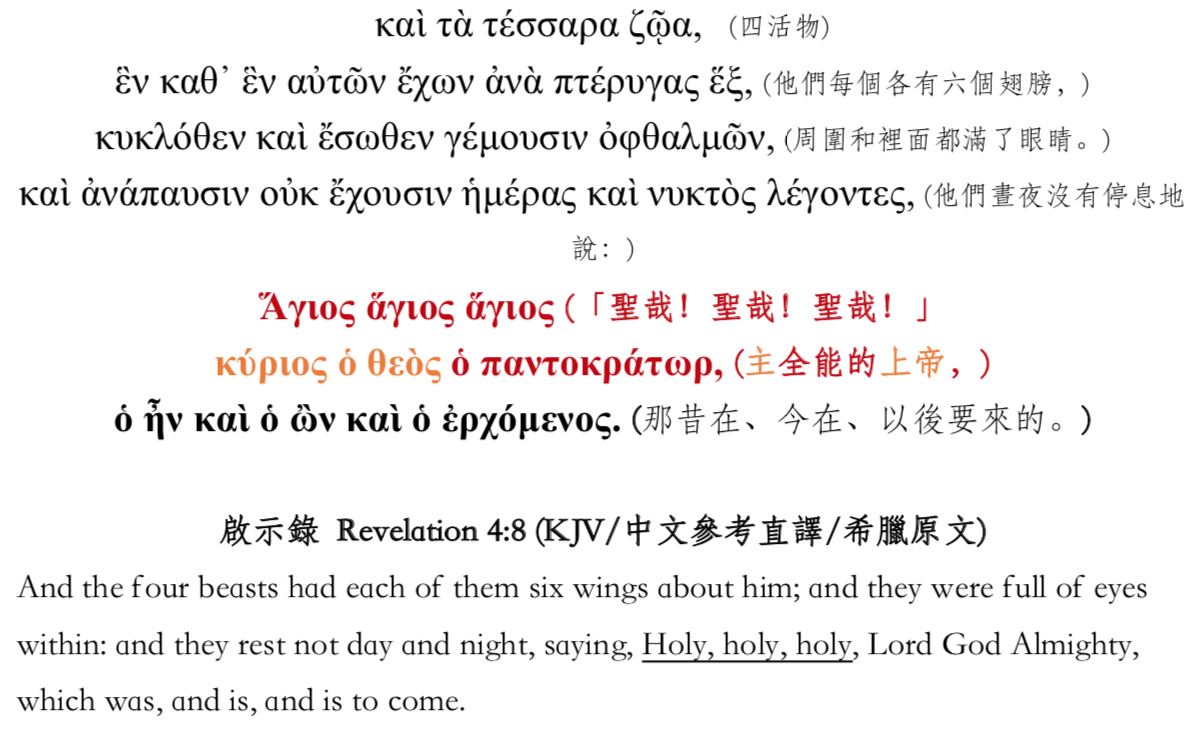 καὶ τὰ τέσσαρα ζῷα, (四活物)
ἓν καθ᾽ ἓν αὐτῶν ἔχων ἀνὰ πτέρυγας ἕξ, (他們每個各有六個翅膀，)
κυκλόθεν καὶ ἔσωθεν γέμουσιν ὀφθαλμῶν, (周圍和裡面都滿了眼睛。)
καὶ ἀνάπαυσιν οὐκ ἔχουσιν ἡμέρας καὶ νυκτὸς λέγοντες, (他們晝夜沒有停息地
說：)
Ἅγιος ἅγιος ἅγιος (「聖哉！聖哉！聖哉！」
κύριος ὁ θεὸς ὁ παντοκράτωρ, (主全能的上帝，)
ὁ ἦν καὶ ὁ ὢν καὶ ὁ ἐρχόμενος. (那昔在、今在、以後要來的。)
啟示錄 Revelation 4:8 (KJV/中文參考直譯/希臘原文)
And the four beasts had each of them six wings about him; and they were full of eyes
within: and they rest not day and night, saying, Holy, holy, holy, Lord God Almighty,
which was, and is, and is to come.